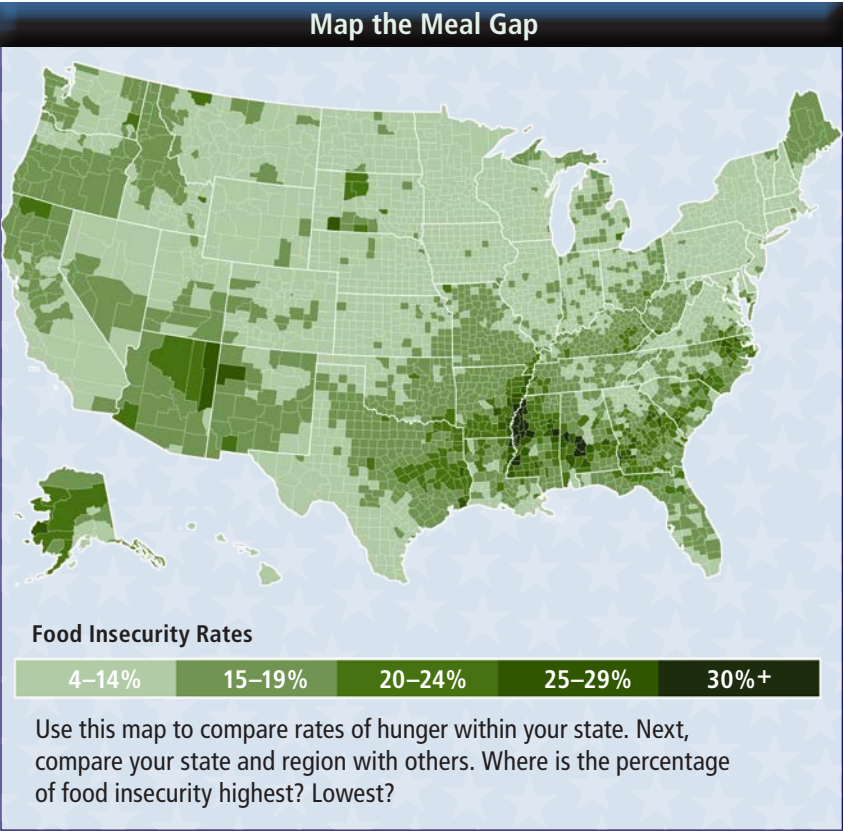 Map the Meal Gap
Food Insecurity Rates
4–14% 15–19% 20–24% 25–29% 30%+
Use this map to compare rates of hunger within your state. Next,
compare your state and region with others. Where is the percentage
of food insecurity highest? Lowest?